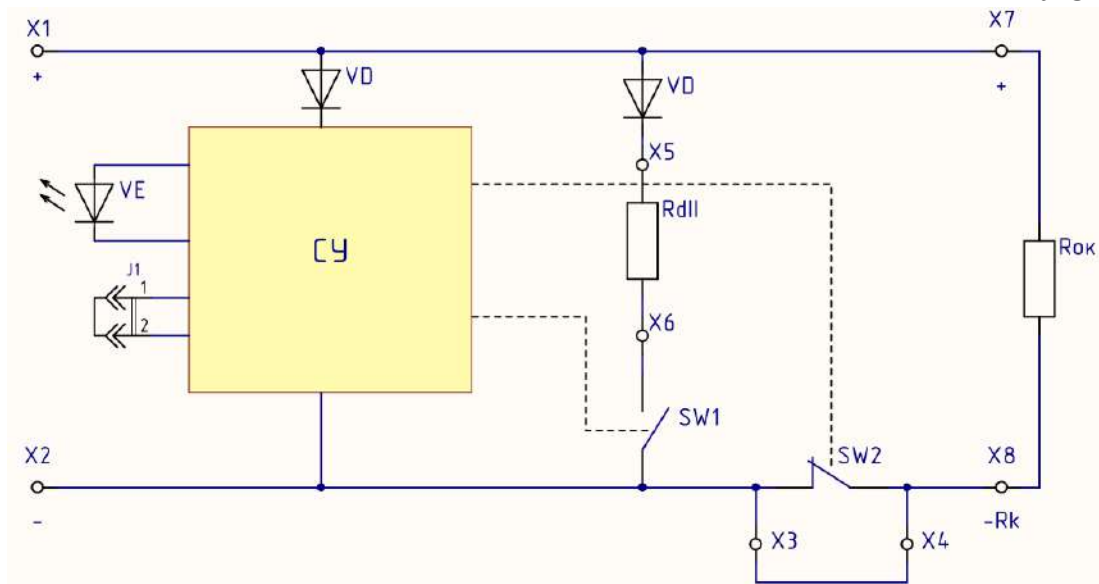 X1
X7
+
VD
VD
+
X5
VE
Rdll
Rок
СУ
J1
1
2
X6
SW1
X2
SW2
X8
-
-Rk
X3
X4